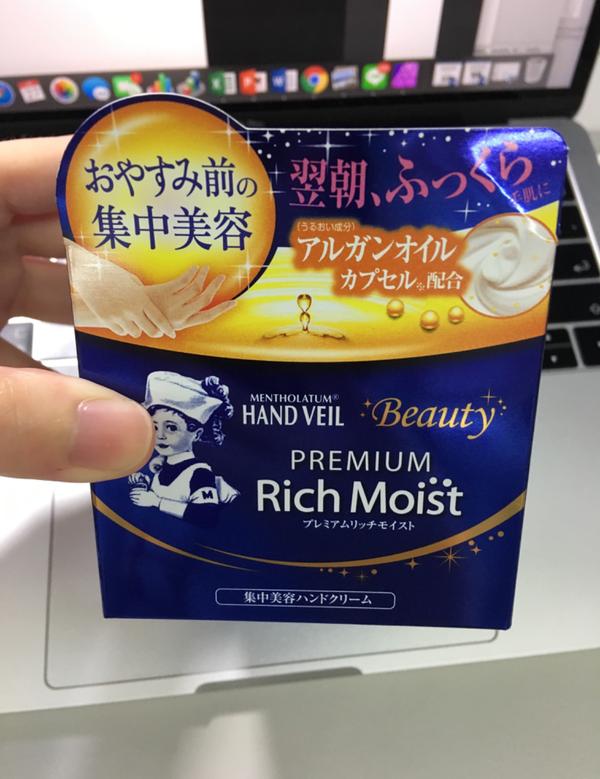 おやすみ前の
集中美容
翌朝、ふっくら
手肌に
(うるおい成分)
アルガンオイル
カプセル※配合
MENTHOLATUM®
HAND VEIL
Beauty
PREMIUM
Rich Moist
プレミアムリッチモイスト
M
集中美容ハンドクリーム